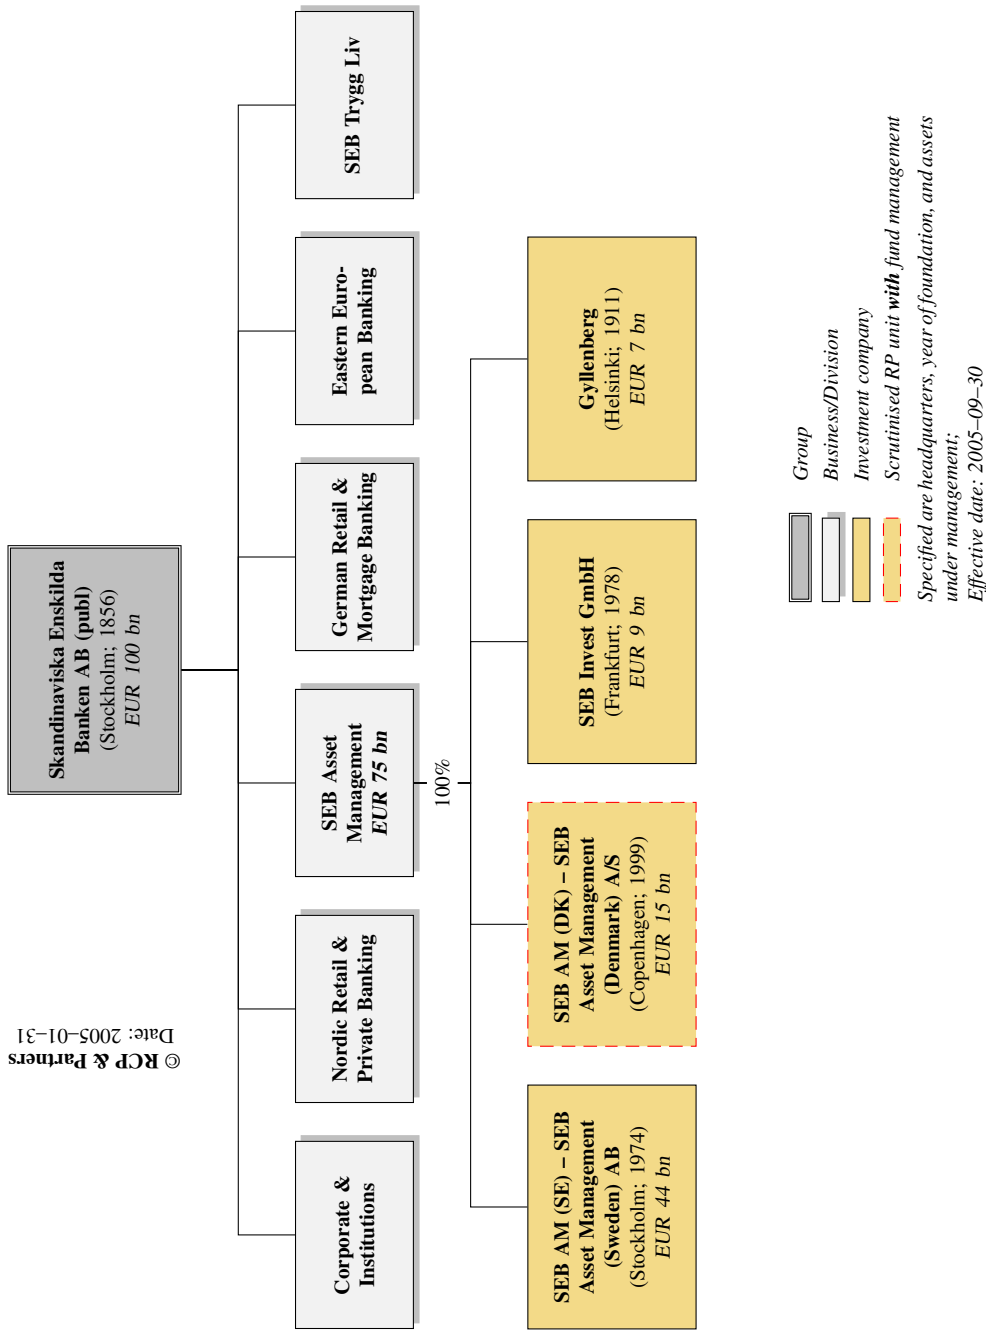 Skandinaviska Enskilda
Banken AB (publ)
(Stockholm; 1856)
EUR 100 bn
© RCP & Partners
Date: 2005–01–31
Corporate &
Institutions
Nordic Retail &
Private Banking
SEB Asset
Management
EUR 75 bn
German Retail &
Mortgage Banking
Eastern Euro-
pean Banking
SEB Trygg Liv
100%
SEB AM (SE) – SEB
Asset Management
(Sweden) AB
(Stockholm; 1974)
EUR 44 bn
SEB AM (DK) – SEB
Asset Management
(Denmark) A/S
(Copenhagen; 1999)
EUR 15 bn
SEB Invest GmbH
(Frankfurt; 1978)
EUR 9 bn
Gyllenberg
(Helsinki; 1911)
EUR 7 bn
Group
Business/Division
Investment company
Scrutinised RP unit with fund management
Specified are headquarters, year of foundation, and assets
under management;
Effective date: 2005–09–30